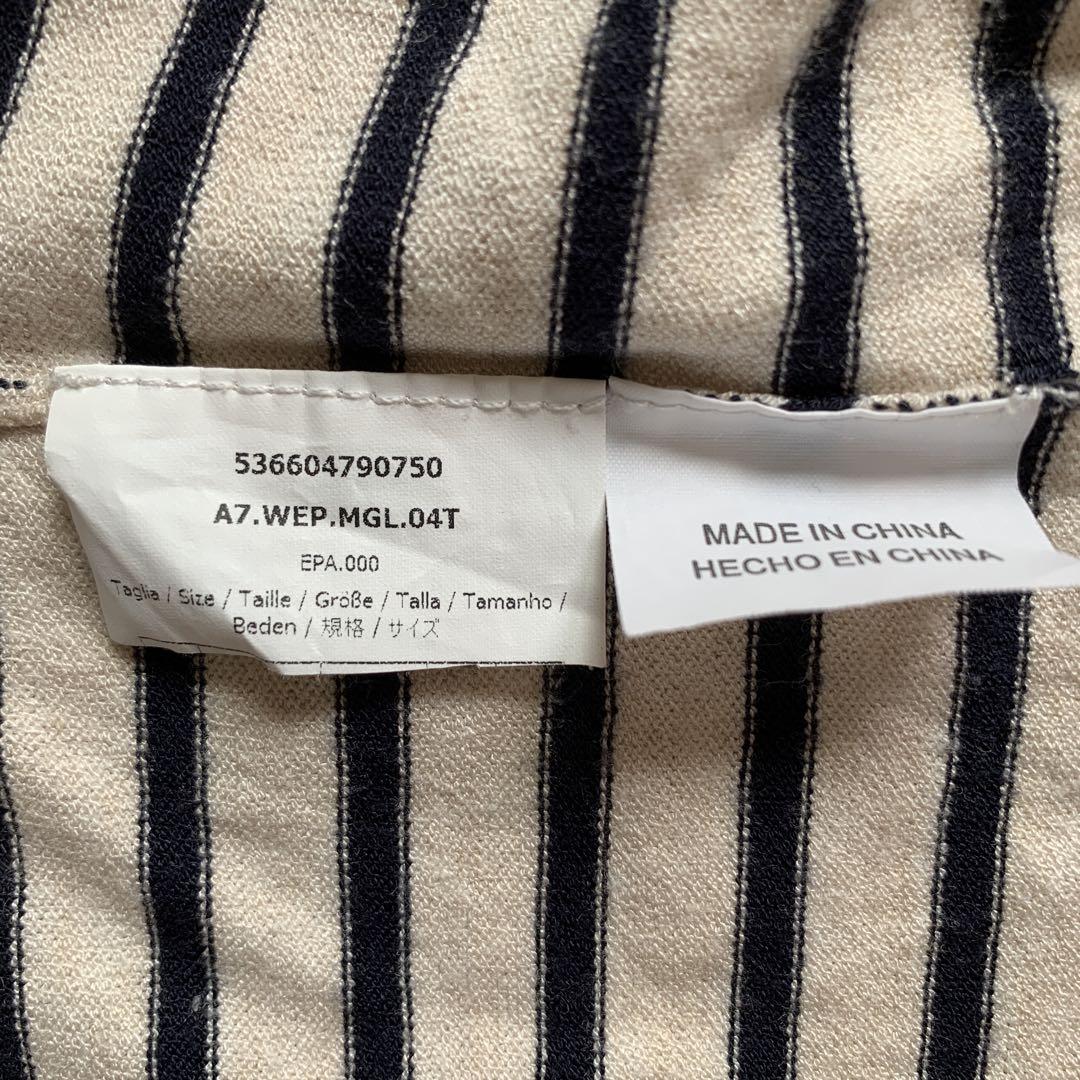 536604790750
A7.WEP.MGL.04T
EPA.000
Taglia / Size / Taille / Größe / Talla / Tamanho /
Beden / 規格 / サイズ
MADE IN CHINA
HECHO EN CHINA